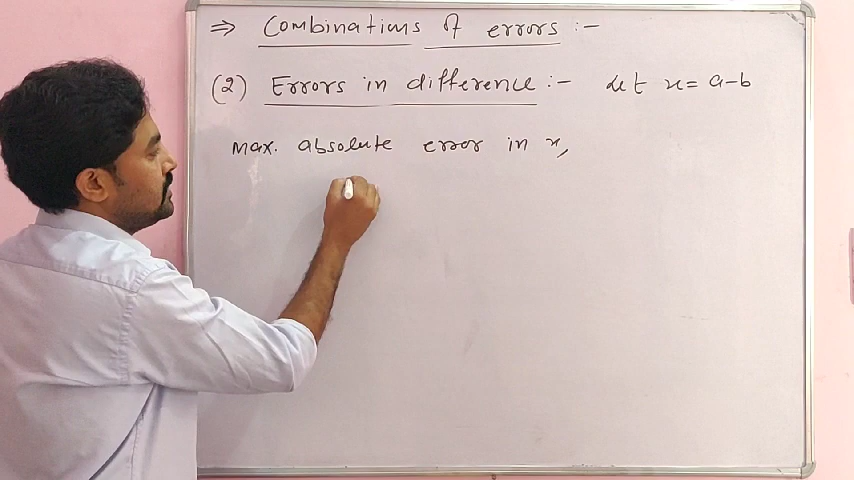 ⇒ Combinations of errors :-
(2) Errors in difference :- Let x = a-b
Max. absolute error in x,